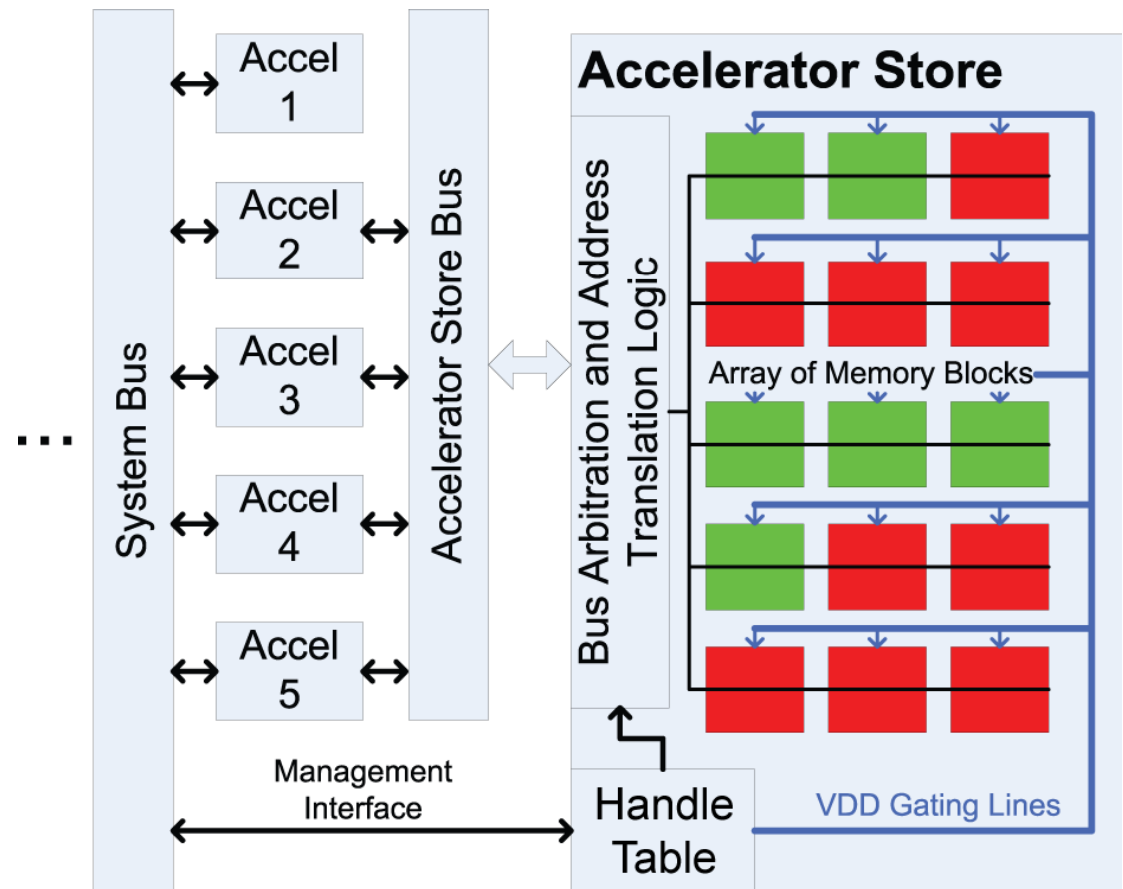 System Bus
Accel
1
Accel
2
Accel
3
Accel
4
Accel
5
Accelerator Store Bus
Accelerator Store
Bus Arbitration and Address
Translation Logic
Array of Memory Blocks
Management
Interface
Handle
Table
VDD Gating Lines
...